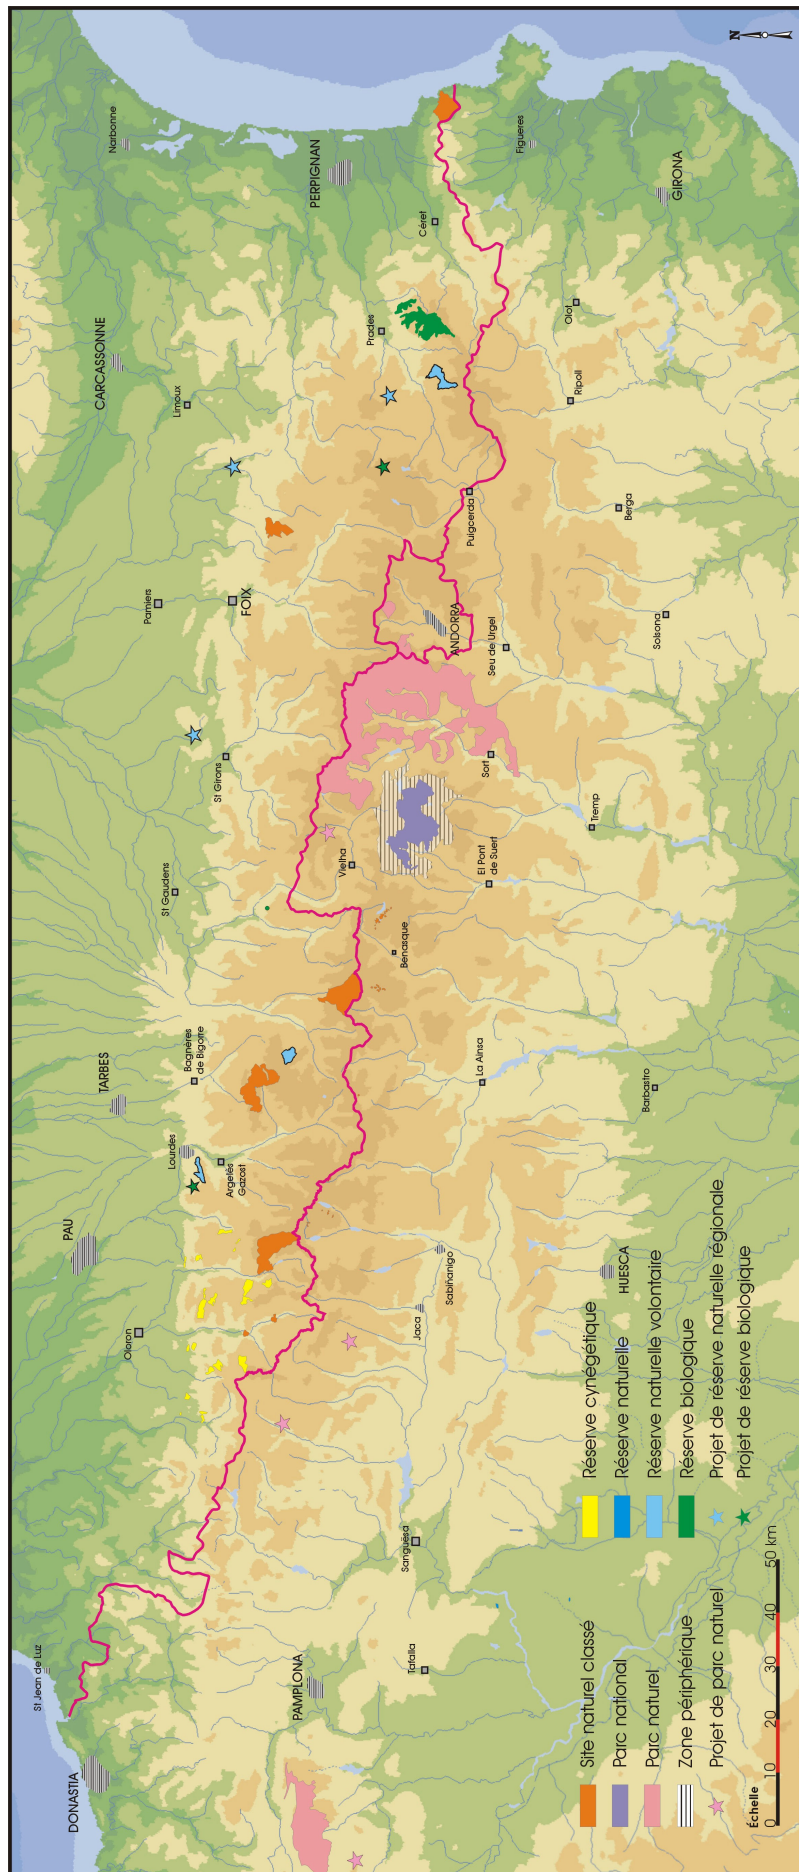 N
DONASTIA
St Jean de Luz
PAMPLONA
Tafalla
Sanguësa
Oloron
PAU
Lourdes
Argelès
Gazost
TARBES
Bagnères
de Bigorre
Jaca
Sabiñanigo
HUESCA
La Ainsa
Barbastro
St Gaudens
Bénasque
Vielha
El Pont
de Suert
St Girons
Sort
Tremp
Pamiers
FOIX
ANDORRA
Seu de Urgel
Solsona
Limoux
CARCASSONNE
Puigcerda
Berga
Prades
Ripoll
Olot
Narbonne
PERPIGNAN
Céret
Figueres
GIRONA
Site naturel classé
Parc national
Parc naturel
Zone périphérique
Projet de parc naturel
Réserve cynégétique
Réserve naturelle
Réserve naturelle volontaire
Réserve biologique
Projet de réserve naturelle régionale
Projet de réserve biologique
Échelle
0 10 20 30 40 50 km